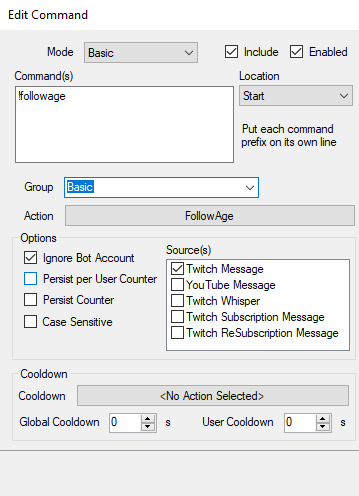 Edit Command
Mode Basic Include Enabled
Command(s) Location
!followage Start
Put each command
prefix on its own line
Group Basic
Action FollowAge
Options
Ignore Bot Account
Persist per User Counter
Persist Counter
Case Sensitive
Source(s)
Twitch Message
YouTube Message
Twitch Whisper
Twitch Subscription Message
Twitch ReSubscription Message
Cooldown
Cooldown <No Action Selected>
Global Cooldown 0 s User Cooldown 0 s